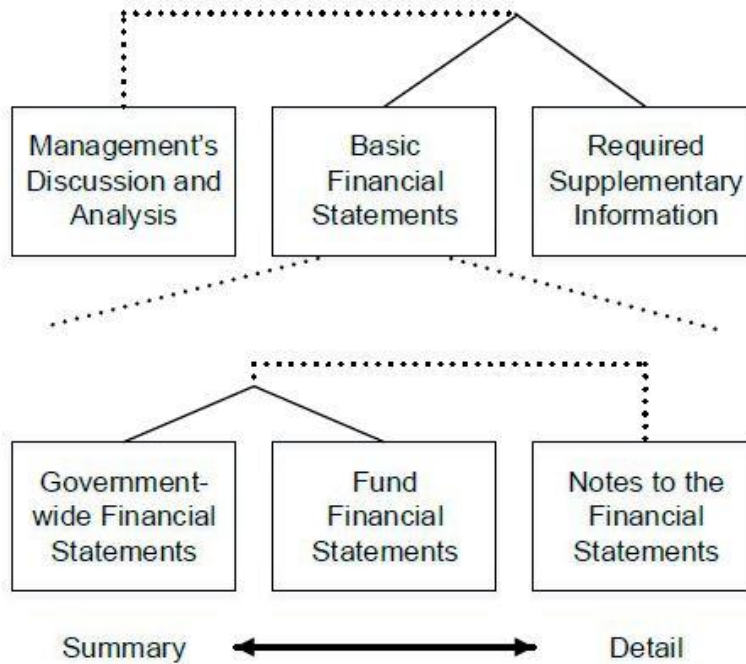 Management's
Discussion and
Analysis
Basic
Financial
Statements
Required
Supplementary
Information
Government-
wide Financial
Statements
Fund
Financial
Statements
Notes to the
Financial
Statements
Summary
Detail